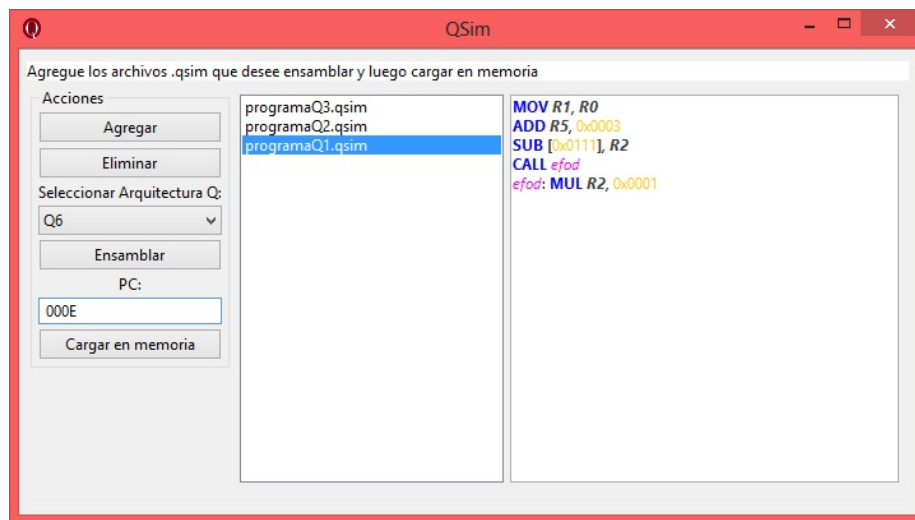 QSim
Agregue los archivos .qsim que desee ensamblar y luego cargar en memoria
Acciones
Agregar
Eliminar
Seleccionar Arquitectura Q:
Q6
Ensamblar
PC:
000E
Cargar en memoria
programaQ3.qsim
programaQ2.qsim
programaQ1.qsim
MOV R1, R0
ADD R5, 0x0003
SUB [0x0111], R2
CALL efod
efod: MUL R2, 0x0001